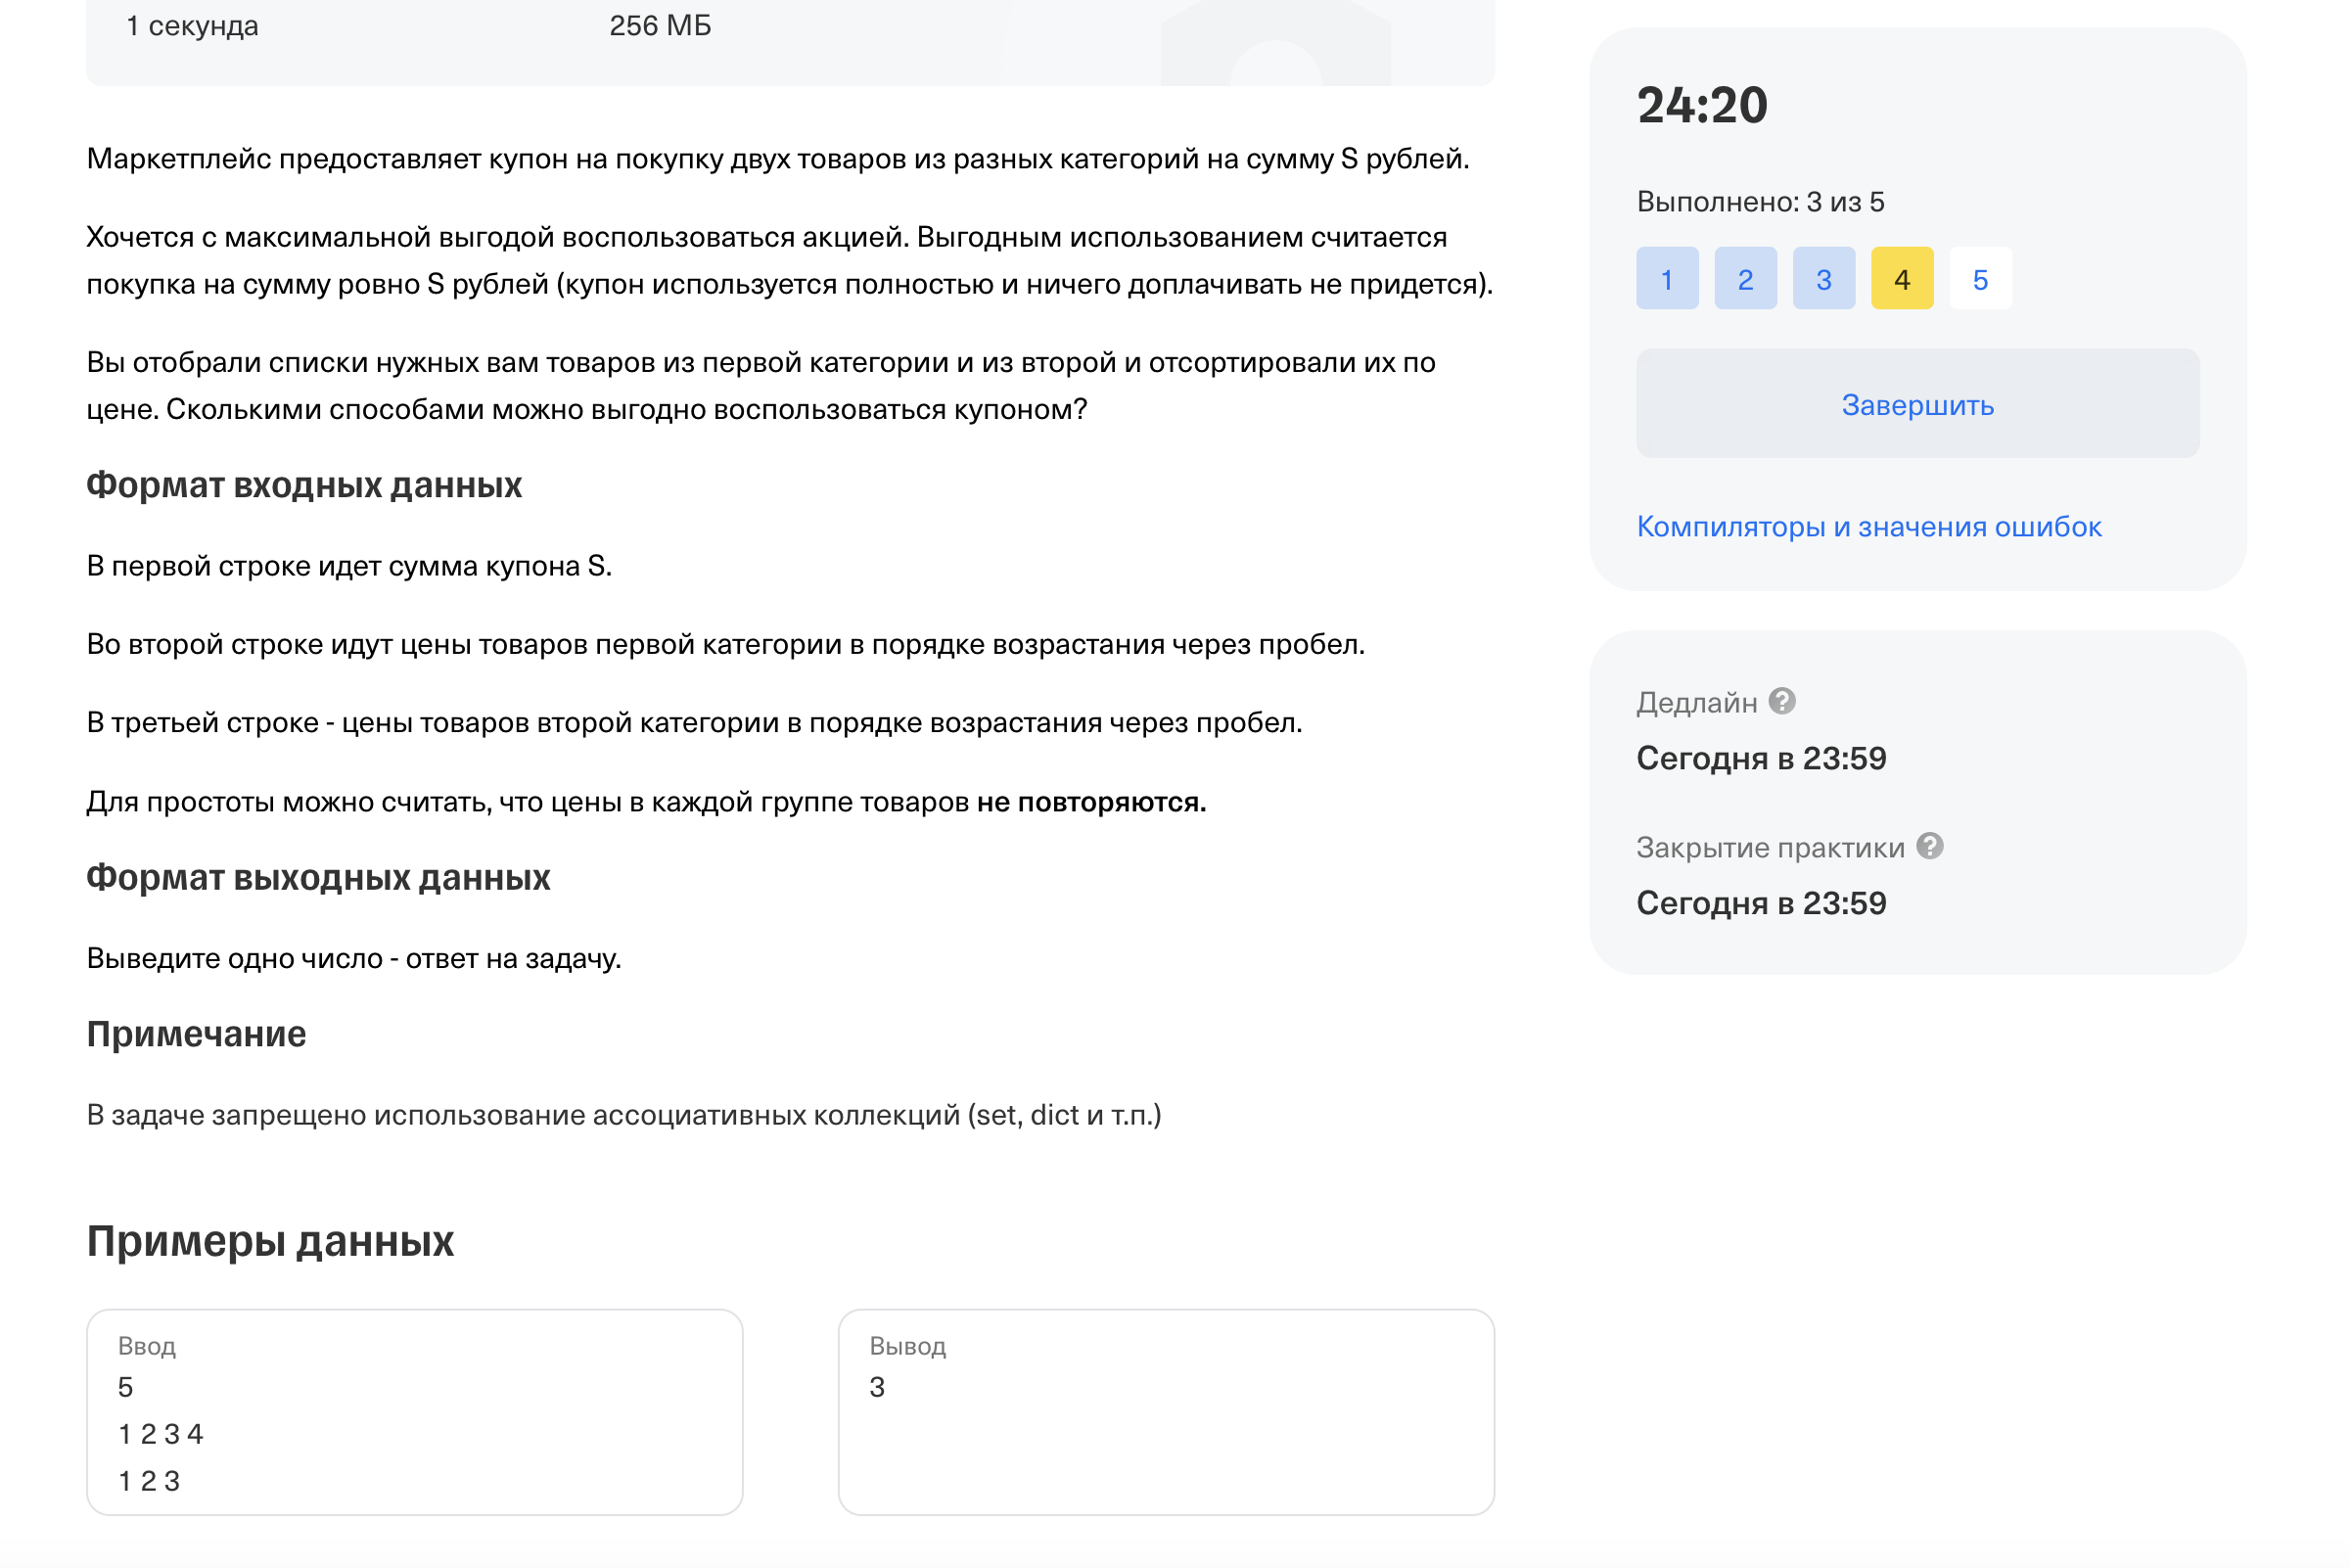 1 секунда 256 МБ
Маркетплейс предоставляет купон на покупку двух товаров из разных категорий на сумму S рублей.
Хочется с максимальной выгодой воспользоваться акцией. Выгодным использованием считается
покупка на сумму ровно S рублей (купон используется полностью и ничего доплачивать не придется).
Вы отобрали списки нужных вам товаров из первой категории и из второй и отсортировали их по
цене. Сколькими способами можно выгодно воспользоваться купоном?
Формат входных данных
В первой строке идет сумма купона S.
Во второй строке идут цены товаров первой категории в порядке возрастания через пробел.
В третьей строке - цены товаров второй категории в порядке возрастания через пробел.
Для простоты можно считать, что цены в каждой группе товаров не повторяются.
Формат выходных данных
Выведите одно число - ответ на задачу.
Примечание
В задаче запрещено использование ассоциативных коллекций (set, dict и т.п.)
Примеры данных
Ввод
5
1 2 3 4
1 2 3
Вывод
3
24:20
Выполнено: 3 из 5
1 2 3 4 5
Завершить
Компиляторы и значения ошибок
Дедлайн ?
Сегодня в 23:59
Закрытие практики ?
Сегодня в 23:59